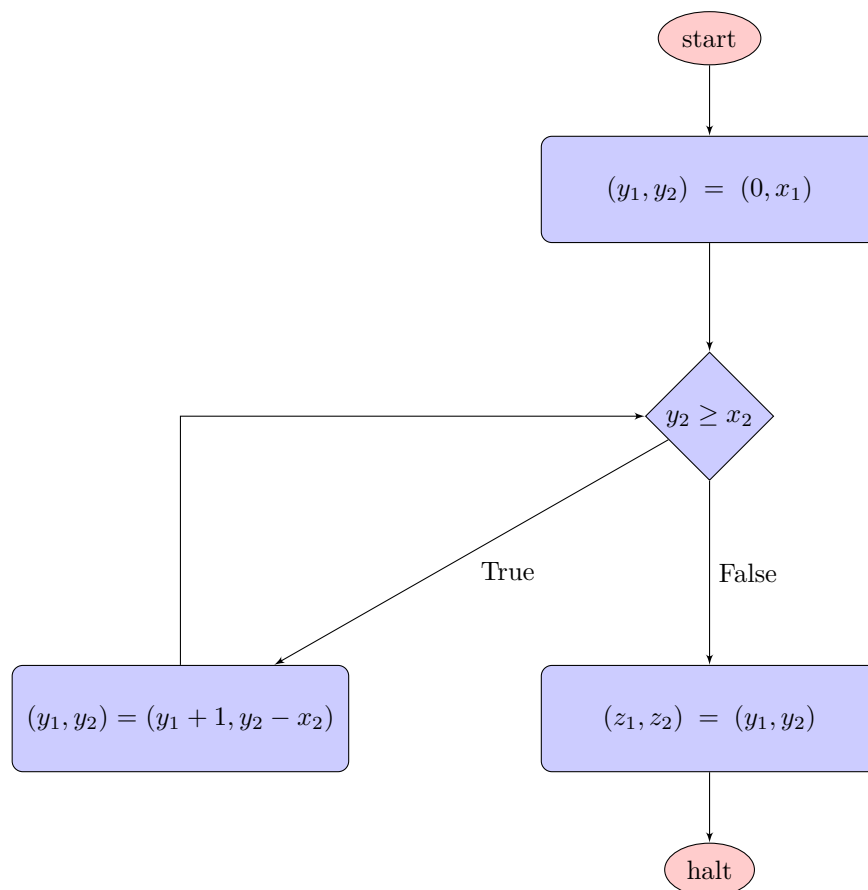 start
(y₁, y₂) = (0, x₁)
y₂ ≥ x₂
True
False
(y₁, y₂) = (y₁ + 1, y₂ − x₂)
(z₁, z₂) = (y₁, y₂)
halt